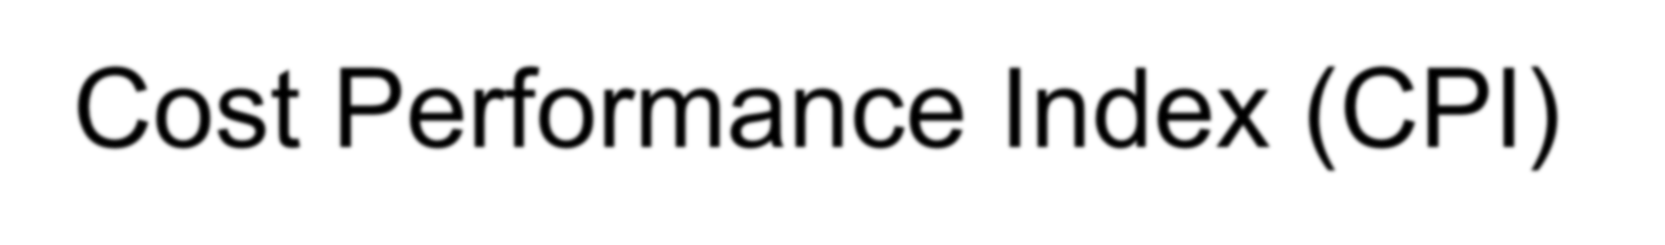 Cost Performance Index (CPI)